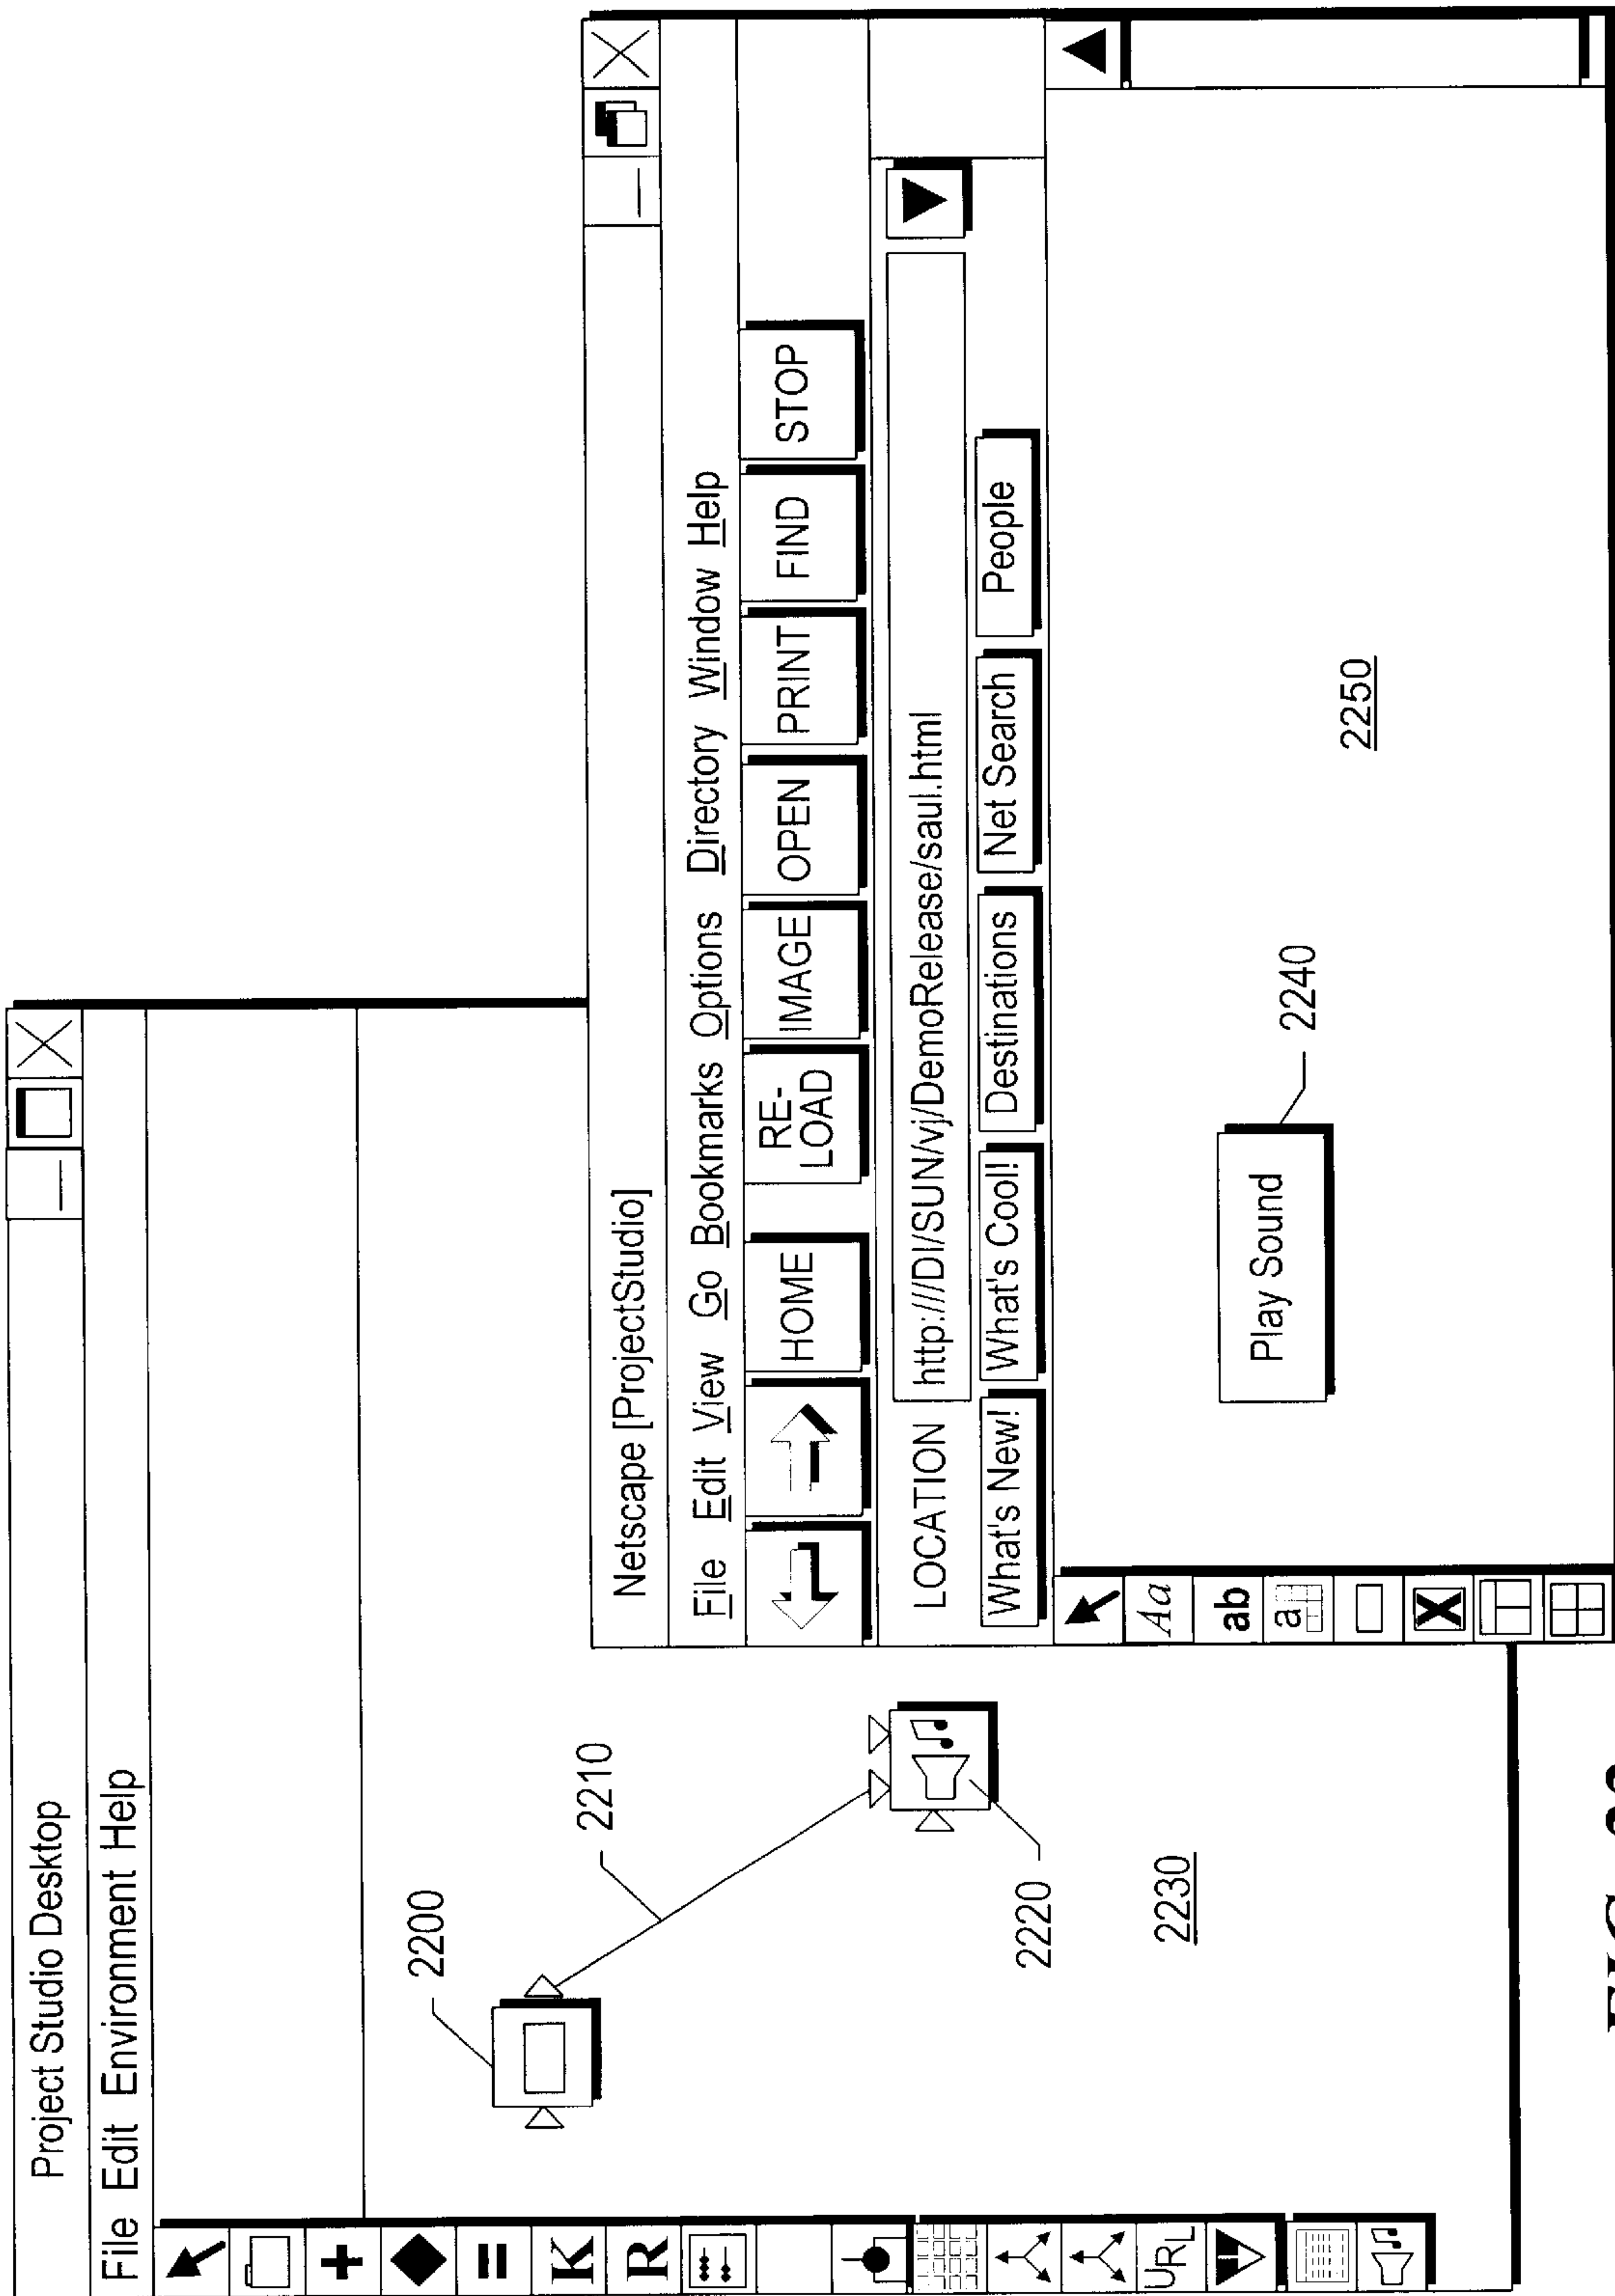 Project Studio Desktop
File Edit Environment Help
K
R
URL
2200
2210
2220
2230
Netscape [ProjectStudio]
File Edit View Go Bookmarks Options Directory Window Help
HOME
RE-
LOAD
IMAGE
OPEN
PRINT
FIND
STOP
LOCATION
http:///DI/SUN/vj/DemoRelease/saul.html
What's New!
What's Cool!
Destinations
Net Search
People
Aa
ab
a
X
Play Sound
2240
2250